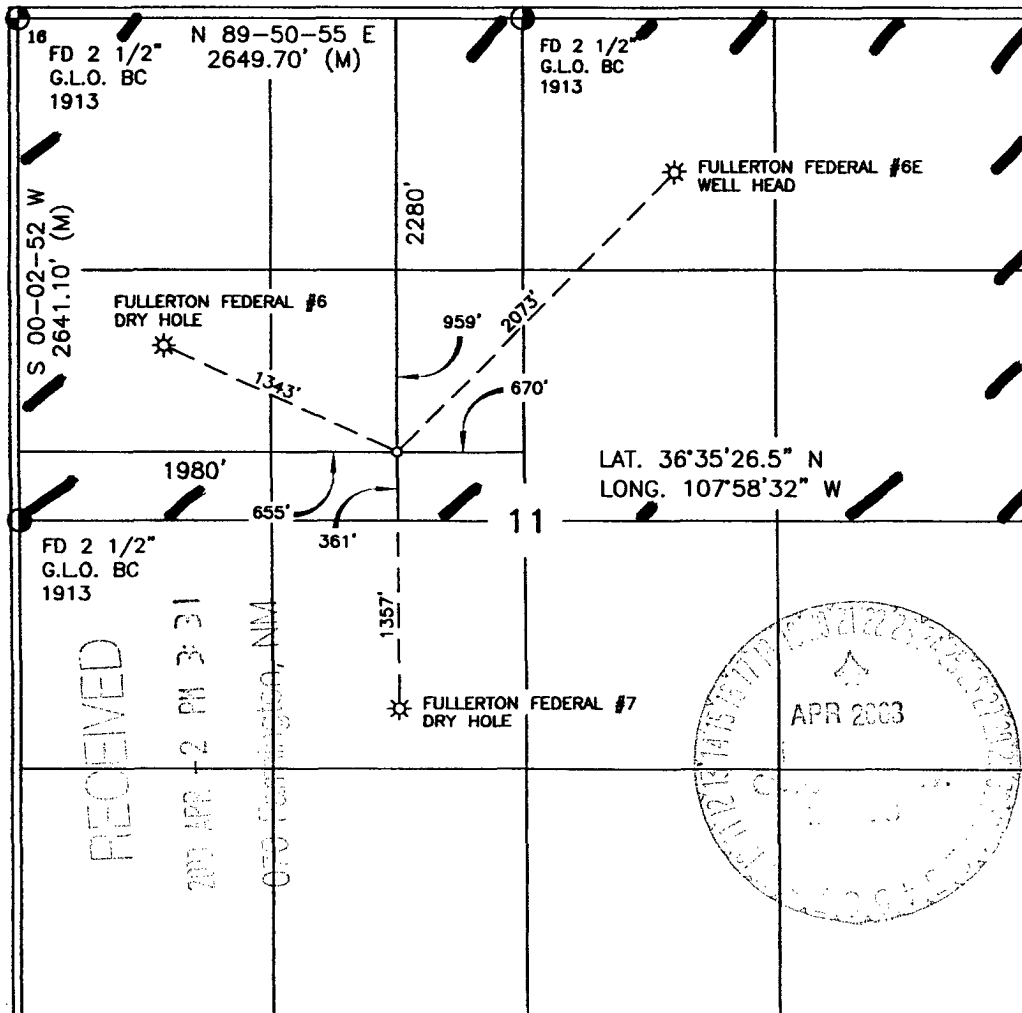 16
FD 2 1/2"
G.L.O. BC
1913
N 89-50-55 E
2649.70' (M)
FD 2 1/2"
G.L.O. BC
1913
S 00-02-52 W
2641.10' (M)
2280'
FULLERTON FEDERAL #6E
WELL HEAD
FULLERTON FEDERAL #6
DRY HOLE
959'
2073'
1343'
670'
1980'
655'
361'
LAT. 36°35'26.5" N
LONG. 107°58'32" W
11
FD 2 1/2"
G.L.O. BC
1913
1357'
FULLERTON FEDERAL #7
DRY HOLE
RECEIVED
APR -2 PM 3:31
070 Farmington, NM
APR 2003